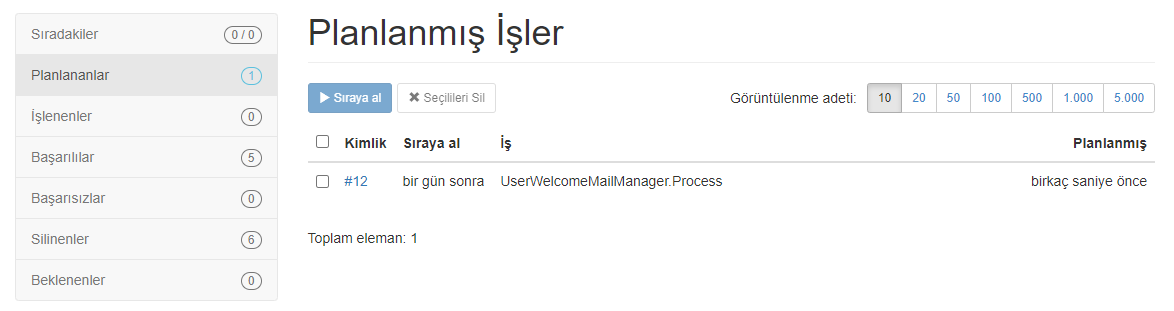 Sıradakiler 0 / 0
Planlananlar 1
İşlenenler 0
Başarılılar 5
Başarısızlar 0
Silinenler 6
Beklenenler 0
Planlanmış İşler
Sıraya al Seçilileri Sil Görüntülenme adeti: 10 20 50 100 500 1.000 5.000
Kimlik Sıraya al İş Planlanmış
#12 bir gün sonra UserWelcomeMailManager.Process birkaç saniye önce
Toplam eleman: 1